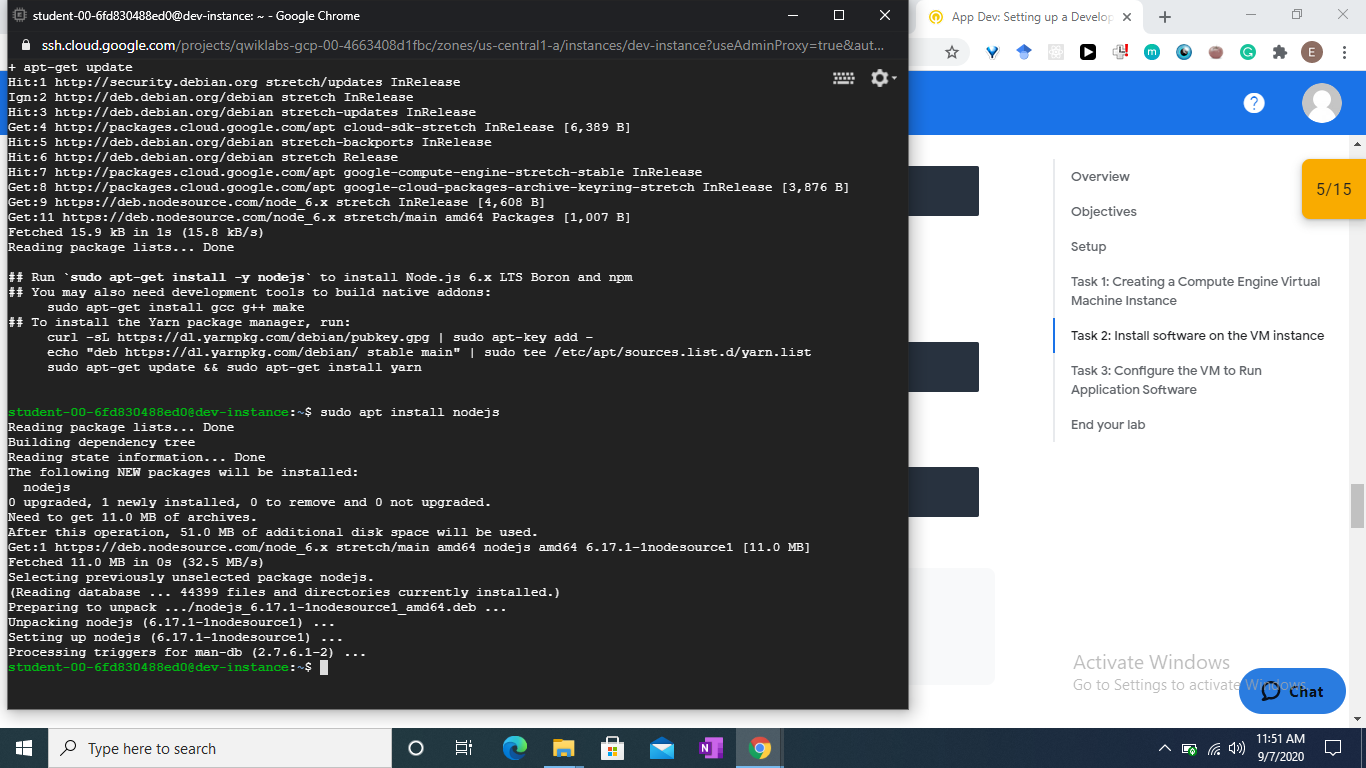 student-00-6fd830488ed0@dev-instance: ~ - Google Chrome
App Dev: Setting up a Develop
ssh.cloud.google.com/projects/qwiklabs-gcp-00-4663408d1fbc/zones/us-central1-a/instances/dev-instance?useAdminProxy=true&aut...
E
+ apt-get update
Hit:1 http://security.debian.org stretch/updates InRelease
Ign:2 http://deb.debian.org/debian stretch InRelease
Hit:3 http://deb.debian.org/debian stretch-updates InRelease
Get:4 http://packages.cloud.google.com/apt cloud-sdk-stretch InRelease [6,389 B]
Hit:5 http://deb.debian.org/debian stretch-backports InRelease
Hit:6 http://deb.debian.org/debian stretch Release
Hit:7 http://packages.cloud.google.com/apt google-compute-engine-stretch-stable InRelease
Get:8 http://packages.cloud.google.com/apt google-cloud-packages-archive-keyring-stretch InRelease [3,876 B]
Get:9 https://deb.nodesource.com/node_6.x stretch InRelease [4,608 B]
Get:11 https://deb.nodesource.com/node_6.x stretch/main amd64 Packages [1,007 B]
Fetched 15.9 kB in 1s (15.8 kB/s)
Reading package lists... Done
## Run `sudo apt-get install -y nodejs` to install Node.js 6.x LTS Boron and npm
## You may also need development tools to build native addons:
sudo apt-get install gcc g++ make
## To install the Yarn package manager, run:
curl -sL https://dl.yarnpkg.com/debian/pubkey.gpg | sudo apt-key add -
echo "deb https://dl.yarnpkg.com/debian/ stable main" | sudo tee /etc/apt/sources.list.d/yarn.list
sudo apt-get update && sudo apt-get install yarn
student-00-6fd830488ed0@dev-instance:~$ sudo apt install nodejs
Reading package lists... Done
Building dependency tree
Reading state information... Done
The following NEW packages will be installed:
nodejs
0 upgraded, 1 newly installed, 0 to remove and 0 not upgraded.
Need to get 11.0 MB of archives.
After this operation, 51.0 MB of additional disk space will be used.
Get:1 https://deb.nodesource.com/node_6.x stretch/main amd64 nodejs amd64 6.17.1-1nodesource1 [11.0 MB]
Fetched 11.0 MB in 0s (32.5 MB/s)
Selecting previously unselected package nodejs.
(Reading database ... 44399 files and directories currently installed.)
Preparing to unpack .../nodejs_6.17.1-1nodesource1_amd64.deb ...
Unpacking nodejs (6.17.1-1nodesource1) ...
Setting up nodejs (6.17.1-1nodesource1) ...
Processing triggers for man-db (2.7.6.1-2) ...
student-00-6fd830488ed0@dev-instance:~$
Overview
5/15
Objectives
Setup
Task 1: Creating a Compute Engine Virtual
Machine Instance
Task 2: Install software on the VM instance
Task 3: Configure the VM to Run
Application Software
End your lab
Activate Windows
Go to Settings to activate Windows.
Chat
Type here to search
11:51 AM
9/7/2020